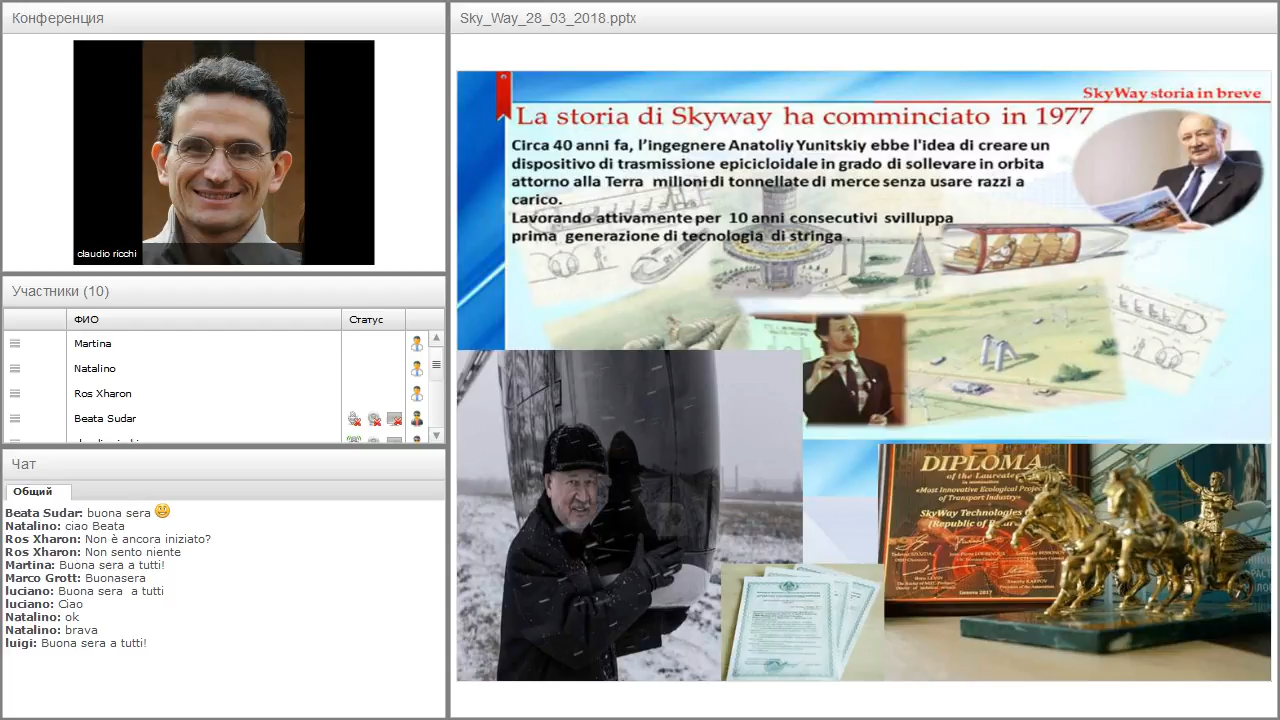 Конференция
claudio ricchi
Участники (10)
ФИО
Статус
Martina
Natalino
Ros Xharon
Beata Sudar
Чат
Общий
Beata Sudar: buona sera
Natalino: ciao Beata
Ros Xharon: Non è ancora iniziato?
Ros Xharon: Non sento niente
Martina: Buona sera a tutti!
Marco Grott: Buonasera
luciano: Buona sera a tutti
luciano: Ciao
Natalino: ok
Natalino: bravo
luigi: Buona sera a tutti!
Sky_Way_28_03_2018.pptx
SkyWay storia in breve
La storia di Skyway ha comminciato in 1977
Circa 40 anni fa, l'ingegnere Anatoliy Yunitskiy ebbe l'idea di creare un
dispositivo di trasmissione epicicloidale in grado di sollevare in orbita
attorno alla Terra milioni di tonnellate di merce senza usare razzi a
carico.
Lavorando attivamente per 10 anni consecutivi svilluppa
prima generazione di tecnologia di stringa .
DIPLOMA
of the Laureate
in nomination
«Most Innovative Ecological Project
of Transport Industry»
SkyWay Technologies
(Republic of